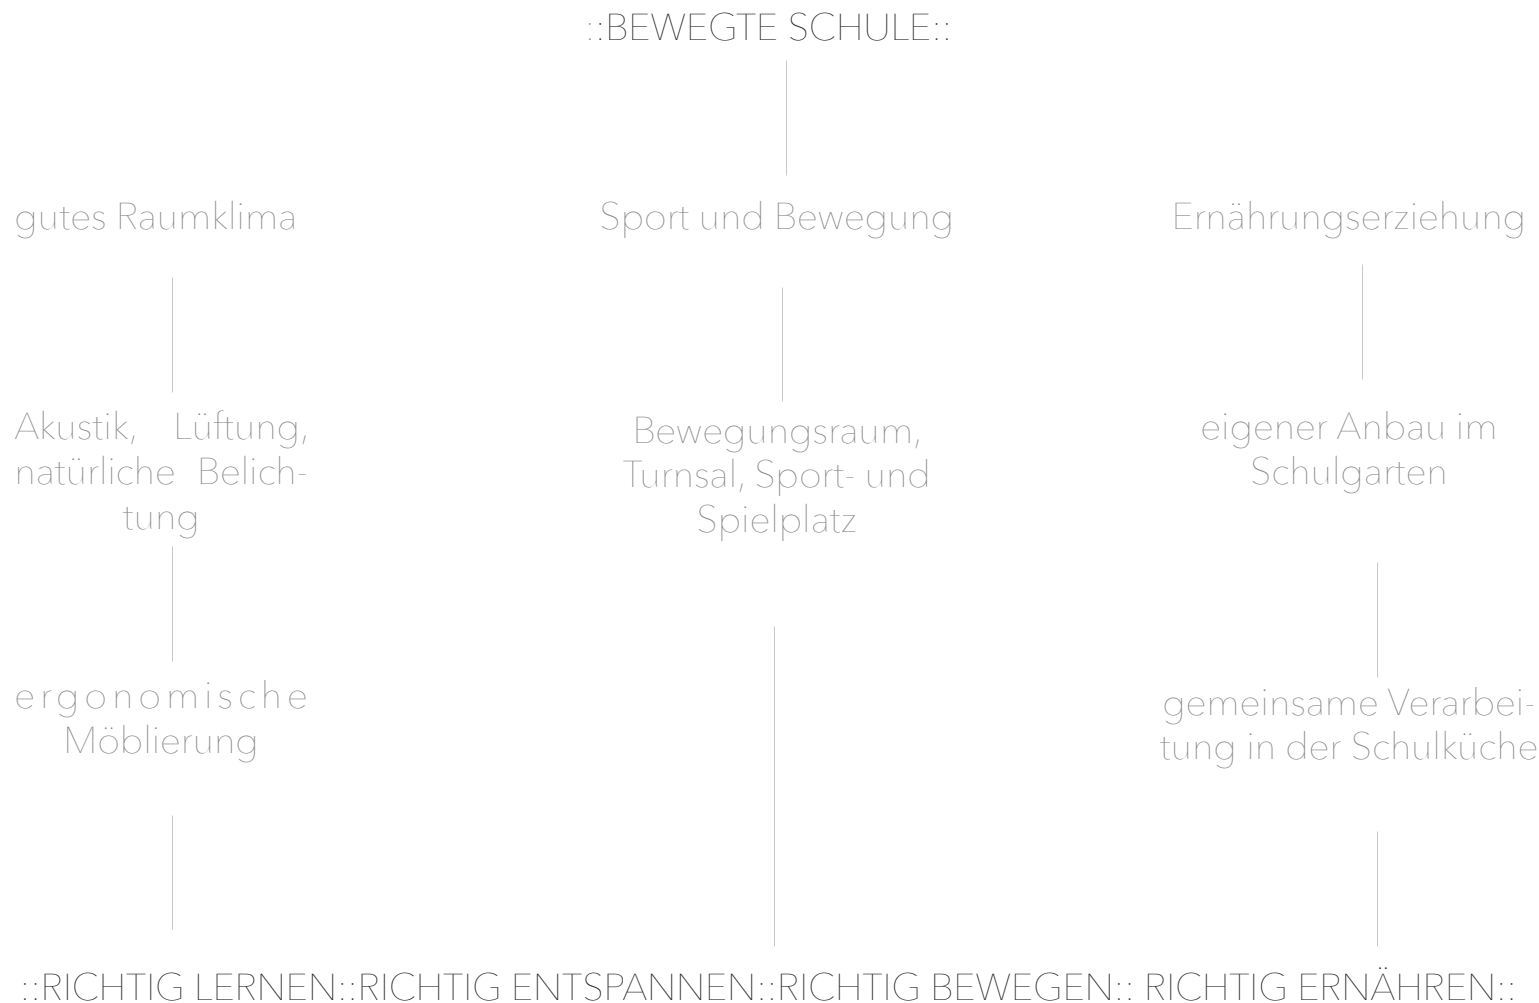 ::BEWEGTE SCHULE::
gutes Raumklima
Sport und Bewegung
Ernährungserziehung
Akustik, Lüftung,
natürliche Belich-
tung
Bewegungsraum,
Turnsal, Sport- und
Spielplatz
eigener Anbau im
Schulgarten
ergonomische
Möblierung
gemeinsame Verarbei-
tung in der Schulküche
::RICHTIG LERNEN::RICHTIG ENTSPANNEN::RICHTIG BEWEGEN:: RICHTIG ERNÄHREN::